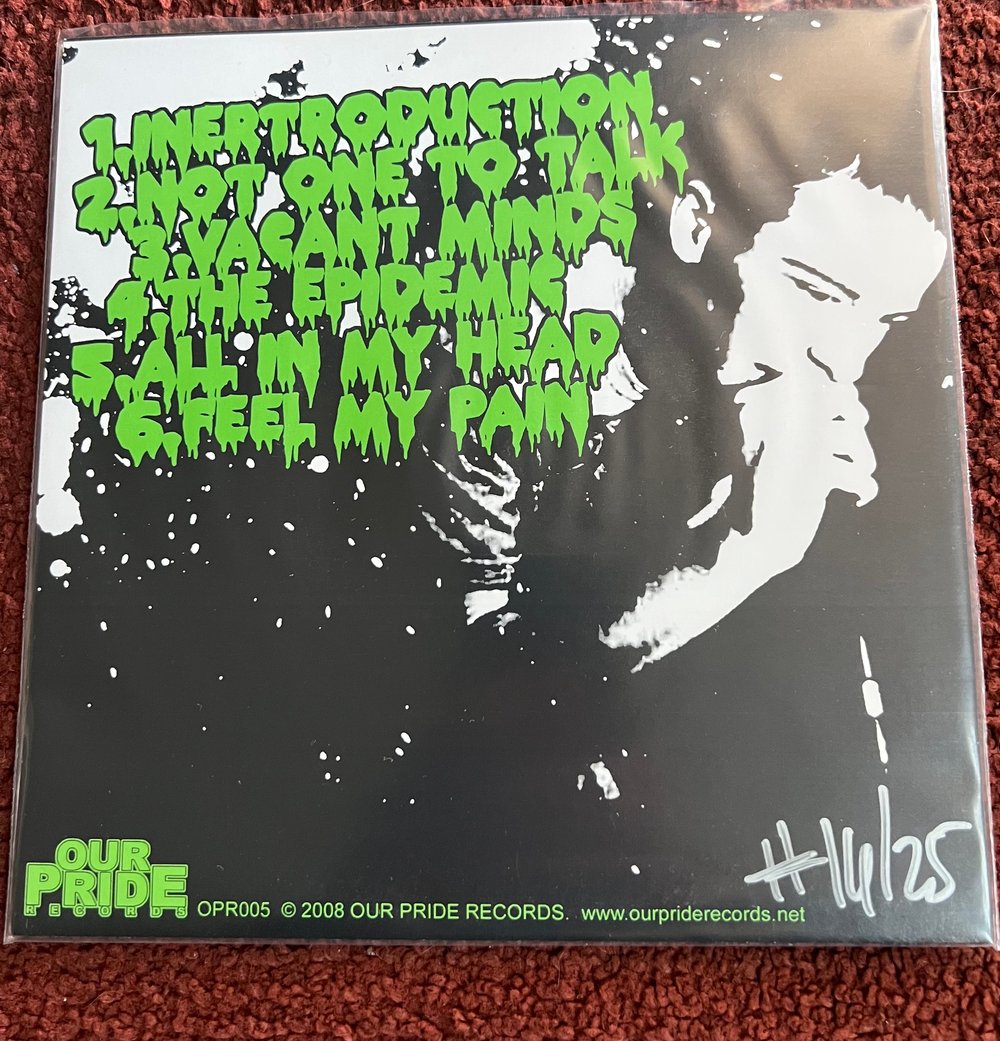 1.INERTRODUCTION
2.NOT ONE TO TALK
3.VACANT MINDS
4.THE EPIDEMIC
5.ALL IN MY HEAD
6.FEEL MY PAIN
OUR
PRIDE
RECORDS
OPR005 © 2008 OUR PRIDE RECORDS. www.ourpriderecords.net
#14/25